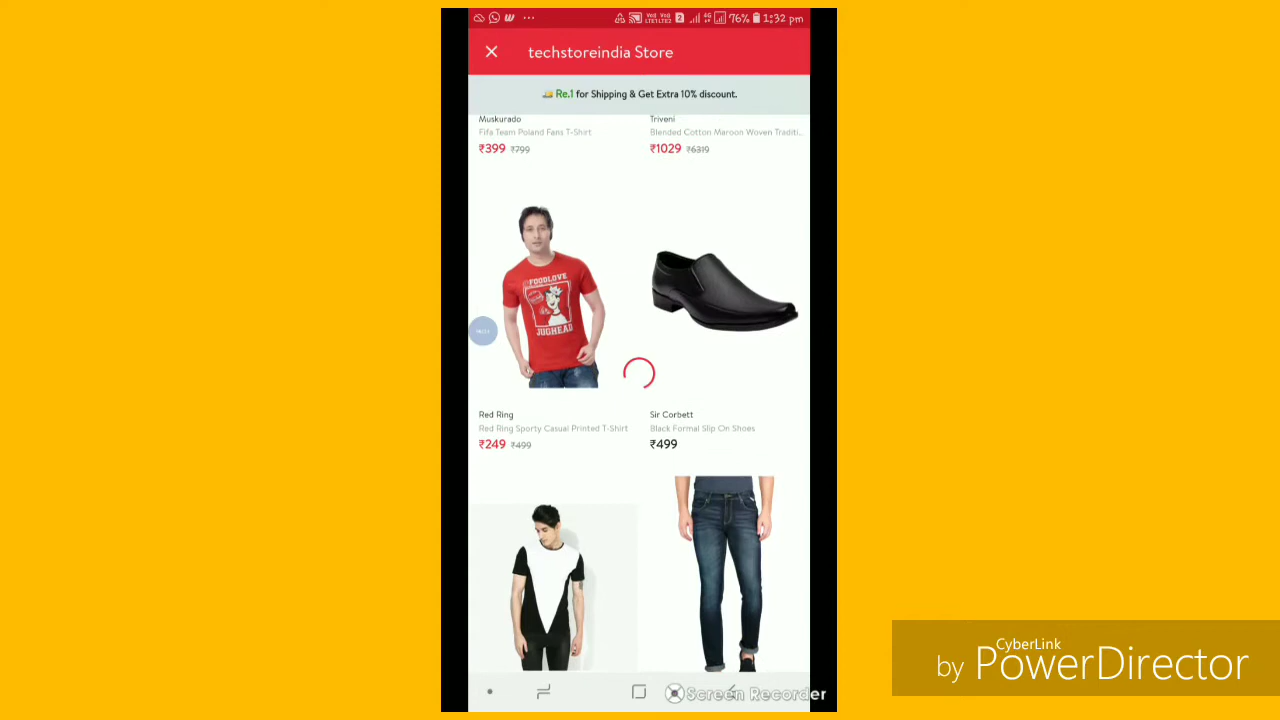 76% 1:32 pm
techstoreindia Store
Re.1 for Shipping & Get Extra 10% discount.
Muskurado
Fifa Team Poland Fans T-Shirt
₹399 ₹799
Triveni
Blended Cotton Maroon Woven Traditi...
₹1029 ₹6319
FOODLOVE
JUGHEAD
Red Ring
Red Ring Sporty Casual Printed T-Shirt
₹249 ₹499
Sir Corbett
Black Formal Slip On Shoes
₹499
CyberLink
by PowerDirector
Screen Recorder